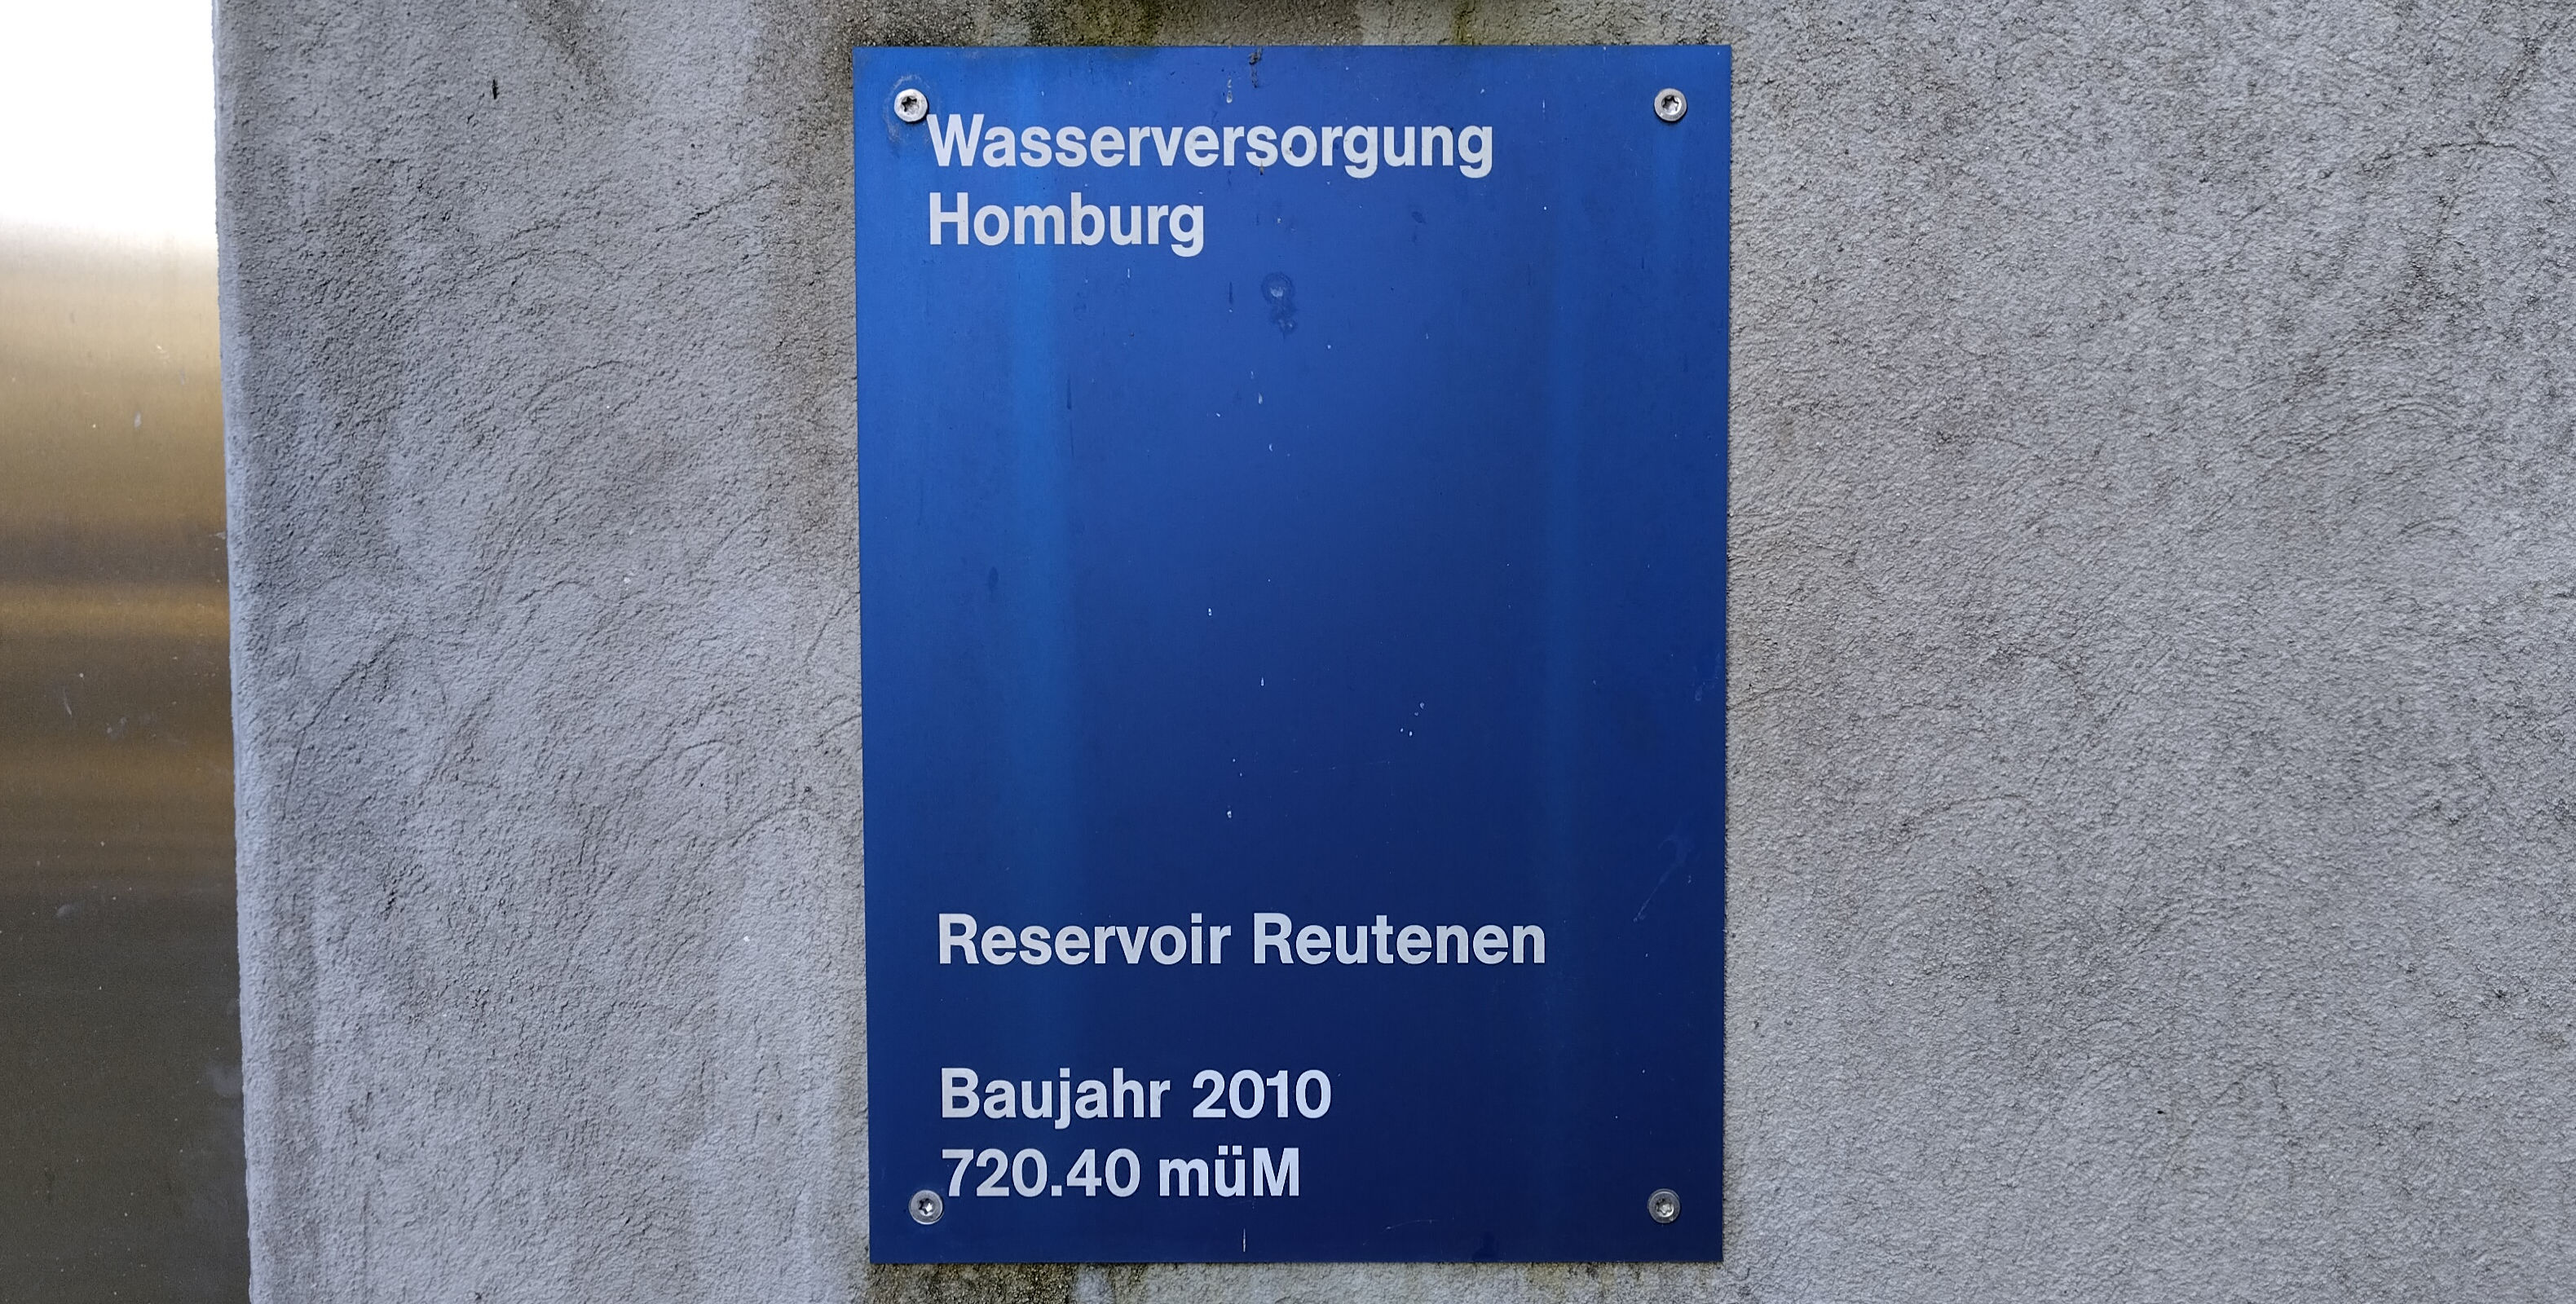 Wasserversorgung
Homburg
Reservoir Reutenen
Baujahr 2010
720.40 müM